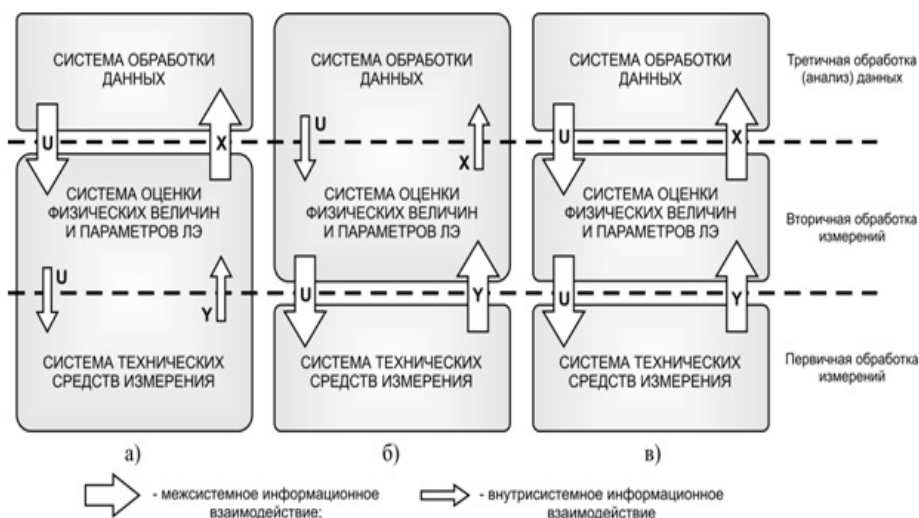 СИСТЕМА ОБРАБОТКИ
ДАННЫХ
U
X
СИСТЕМА ОЦЕНКИ
ФИЗИЧЕСКИХ ВЕЛИЧИН
И ПАРАМЕТРОВ ЛЭ
U
Y
СИСТЕМА ТЕХНИЧЕСКИХ
СРЕДСТВ ИЗМЕРЕНИЯ
а)
СИСТЕМА ОБРАБОТКИ
ДАННЫХ
U
X
СИСТЕМА ОЦЕНКИ
ФИЗИЧЕСКИХ ВЕЛИЧИН
И ПАРАМЕТРОВ ЛЭ
U
Y
СИСТЕМА ТЕХНИЧЕСКИХ
СРЕДСТВ ИЗМЕРЕНИЯ
б)
СИСТЕМА ОБРАБОТКИ
ДАННЫХ
U
X
СИСТЕМА ОЦЕНКИ
ФИЗИЧЕСКИХ ВЕЛИЧИН
И ПАРАМЕТРОВ ЛЭ
U
Y
СИСТЕМА ТЕХНИЧЕСКИХ
СРЕДСТВ ИЗМЕРЕНИЯ
в)
Третичная обработка
(анализ) данных
Вторичная обработка
измерений
Первичная обработка
измерений
- межсистемное информационное
взаимодействие;
- внутрисистемное информационное
взаимодействие